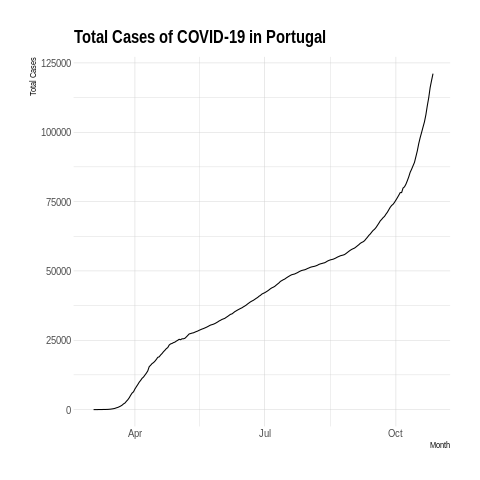 Total Cases of COVID-19 in Portugal
Total Cases
125000
100000
75000
50000
25000
0
Apr Jul Oct
Month